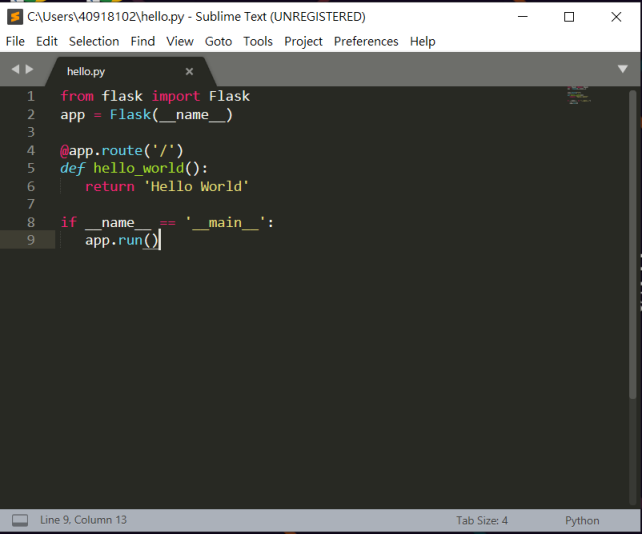 C:\Users\40918102\hello.py - Sublime Text (UNREGISTERED)
File Edit Selection Find View Goto Tools Project Preferences Help
hello.py
1 from flask import Flask
2 app = Flask(__name__)
3
4 @app.route('/')
5 def hello_world():
6    return 'Hello World'
7
8 if __name__ == '__main__':
9    app.run()
Line 9, Column 13 Tab Size: 4 Python